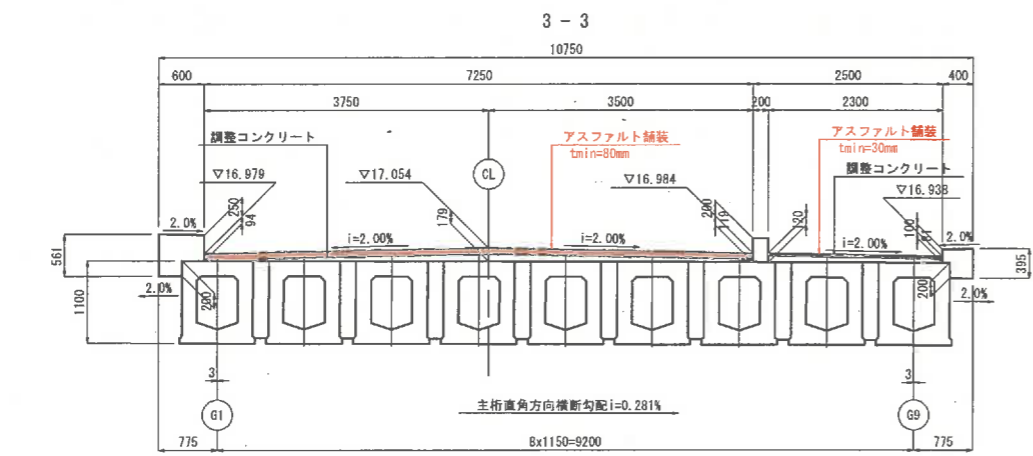 3 - 3
10750
600
7250
2500
400
3750
3500
200
2300
調整コンクリート
アスファルト舗装
tmin=80mm
アスファルト舗装
tmin=30mm
調整コンクリート
▽16.979
▽17.054
CL
▽16.984
▽16.938
250
94
179
200
119
100
2.0%
i=2.00%
i=2.00%
i=2.00%
2.0%
561
395
1100
2.0%
200
200
2.0%
3
3
G1
主桁直角方向横断勾配i=0.281%
G9
775
8x1150=9200
775